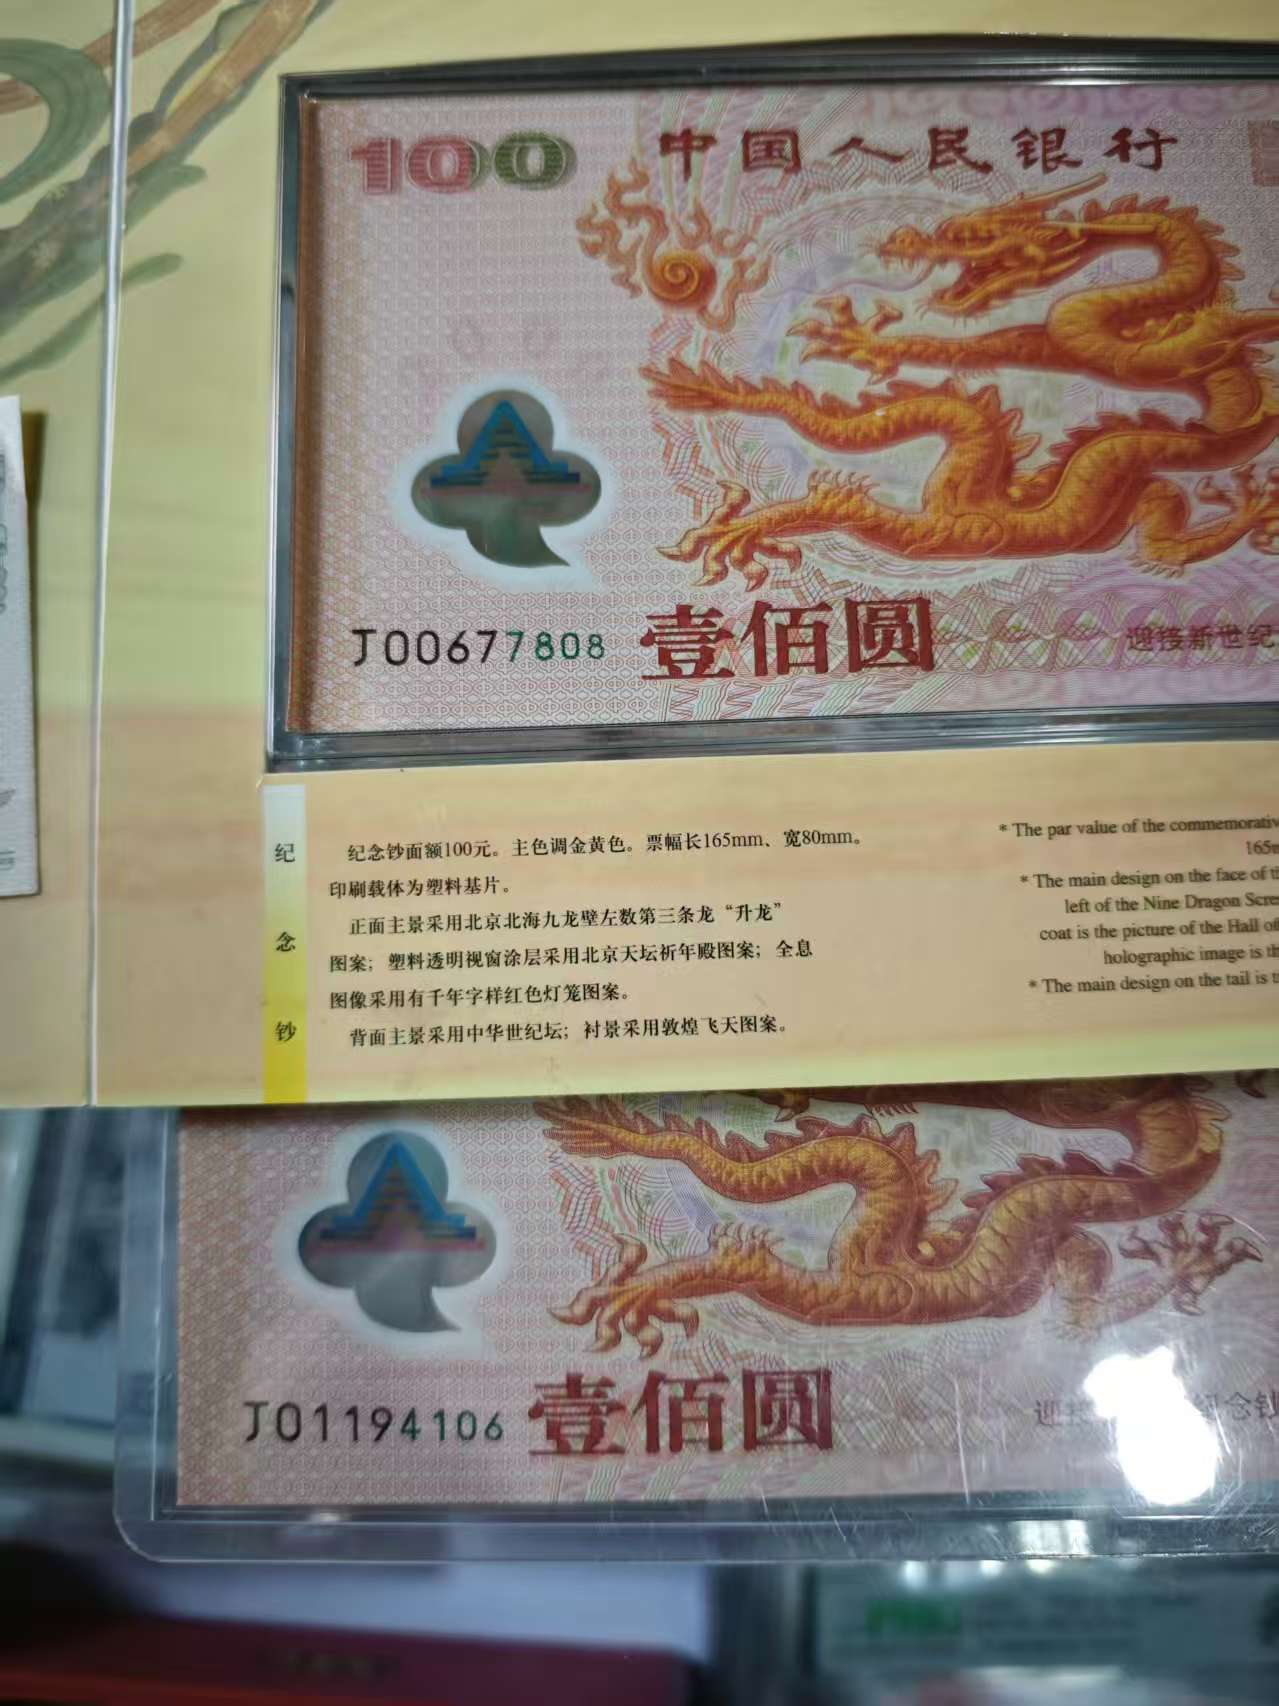 100
中国人民银行
J00677808
壹佰圆
迎接新世纪
纪念钞
纪念钞面额100元。主色调金黄色。票幅长165mm、宽80mm。
印刷载体为塑料基片。
正面主景采用北京北海九龙壁左数第三条龙“升龙”
图案；塑料透明视窗涂层采用北京天坛祈年殿图案；全息
图像采用有千年字样红色灯笼图案。
背面主景采用中华世纪坛；衬景采用敦煌飞天图案。
* The par value of the commemorativ
165m
* The main design on the face of th
left of the Nine Dragon Scre
coat is the picture of the Hall of
holographic image is th
* The main design on the tail is t
J01194106
壹佰圆
迎接
纪念钞